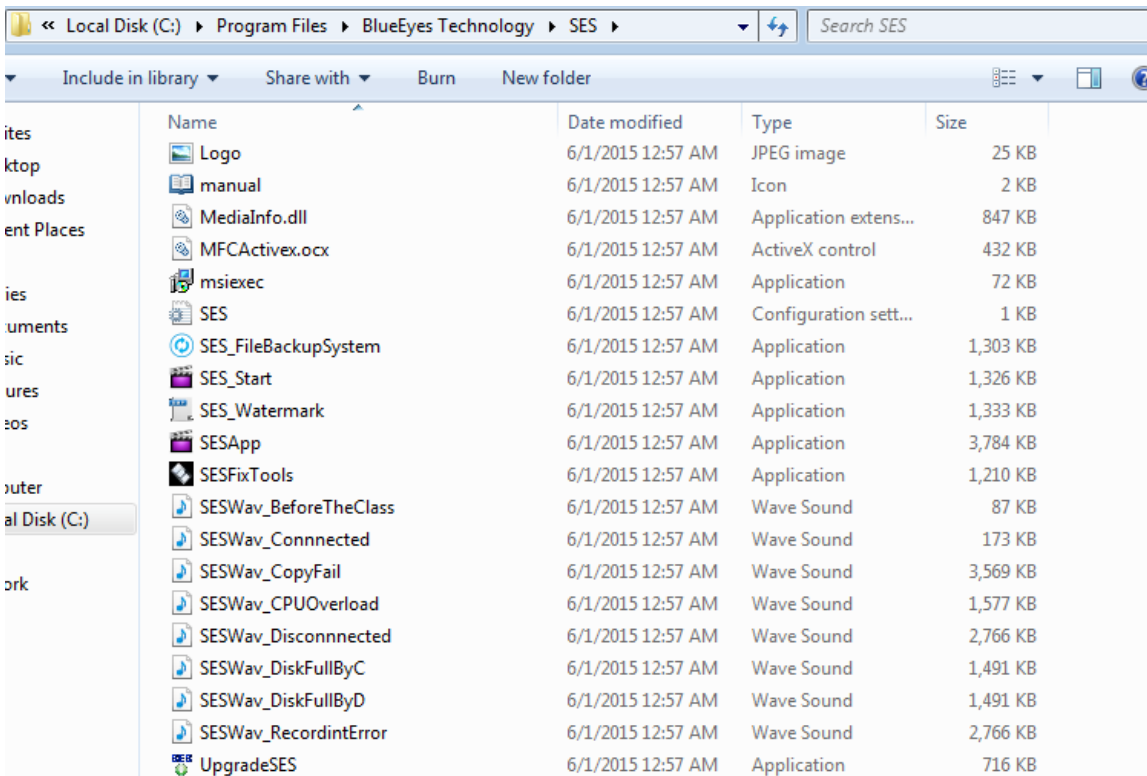 « Local Disk (C:) ▸ Program Files ▸ BlueEyes Technology ▸ SES ▸ Search SES
Include in library Share with Burn New folder
Name Date modified Type Size
Logo 6/1/2015 12:57 AM JPEG image 25 KB
manual 6/1/2015 12:57 AM Icon 2 KB
MediaInfo.dll 6/1/2015 12:57 AM Application extens... 847 KB
MFCActivex.ocx 6/1/2015 12:57 AM ActiveX control 432 KB
msiexec 6/1/2015 12:57 AM Application 72 KB
SES 6/1/2015 12:57 AM Configuration sett... 1 KB
SES_FileBackupSystem 6/1/2015 12:57 AM Application 1,303 KB
SES_Start 6/1/2015 12:57 AM Application 1,326 KB
SES_Watermark 6/1/2015 12:57 AM Application 1,333 KB
SESApp 6/1/2015 12:57 AM Application 3,784 KB
SESFixTools 6/1/2015 12:57 AM Application 1,210 KB
SESWav_BeforeTheClass 6/1/2015 12:57 AM Wave Sound 87 KB
SESWav_Connnected 6/1/2015 12:57 AM Wave Sound 173 KB
SESWav_CopyFail 6/1/2015 12:57 AM Wave Sound 3,569 KB
SESWav_CPUOverload 6/1/2015 12:57 AM Wave Sound 1,577 KB
SESWav_Disconnnected 6/1/2015 12:57 AM Wave Sound 2,766 KB
SESWav_DiskFullByC 6/1/2015 12:57 AM Wave Sound 1,491 KB
SESWav_DiskFullByD 6/1/2015 12:57 AM Wave Sound 1,491 KB
SESWav_RecordintError 6/1/2015 12:57 AM Wave Sound 2,766 KB
UpgradeSES 6/1/2015 12:57 AM Application 716 KB
ites
ktop
wnloads
ent Places
ies
cuments
sic
ures
eos
puter
al Disk (C:)
ork